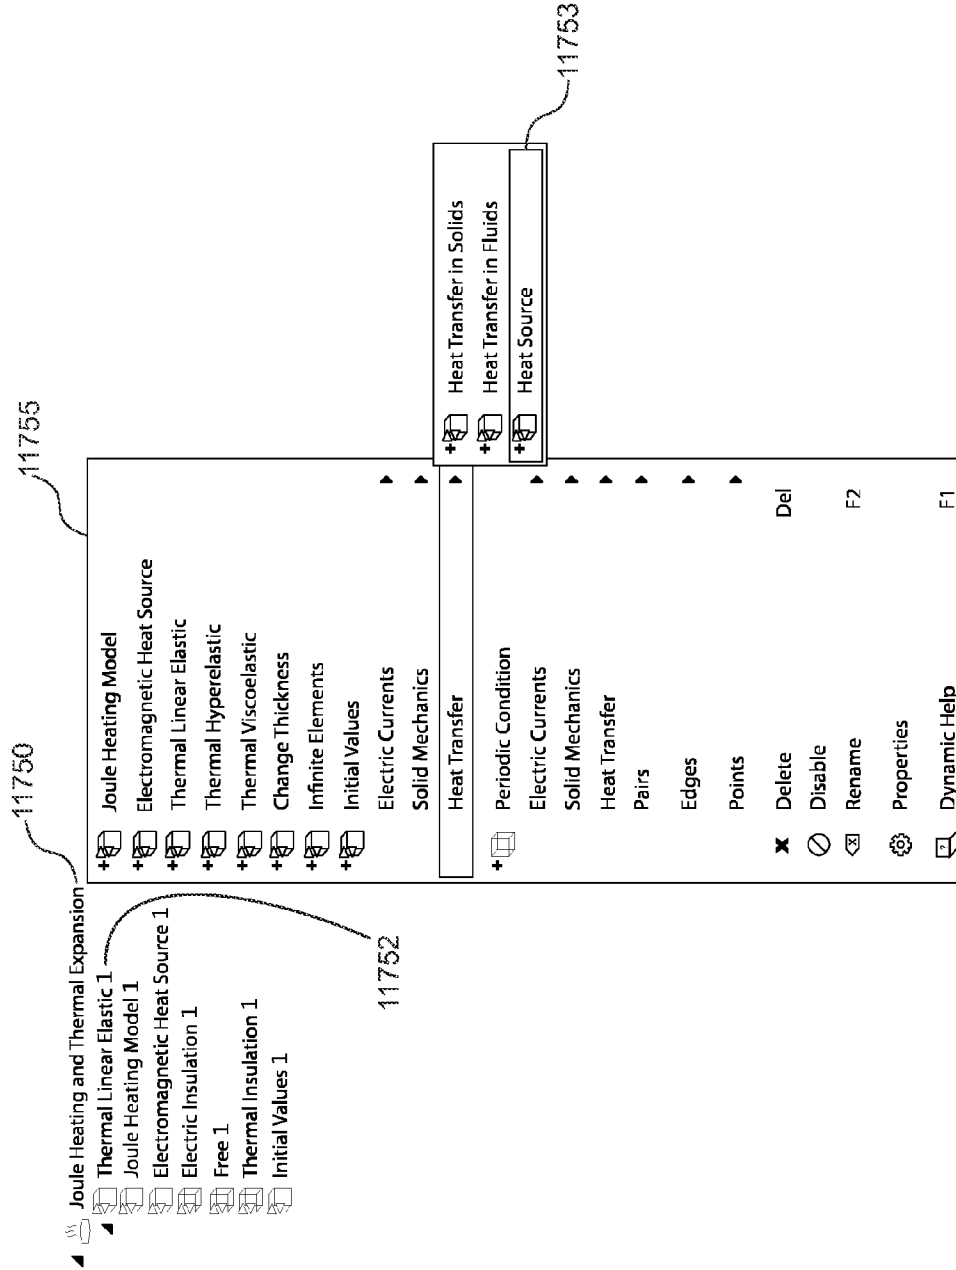 Joule Heating and Thermal Expansion
11750
Thermal Linear Elastic 1
Joule Heating Model 1
Electromagnetic Heat Source 1
Electric Insulation 1
Free 1
Thermal Insulation 1
Initial Values 1
11752
11755
Joule Heating Model
Electromagnetic Heat Source
Thermal Linear Elastic
Thermal Hyperelastic
Thermal Viscoelastic
Change Thickness
Infinite Elements
Initial Values
Electric Currents
Solid Mechanics
Heat Transfer
Periodic Condition
Electric Currents
Solid Mechanics
Heat Transfer
Pairs
Edges
Points
Delete Del
Disable
Rename F2
Properties
Dynamic Help F1
Heat Transfer in Solids
Heat Transfer in Fluids
Heat Source
11753